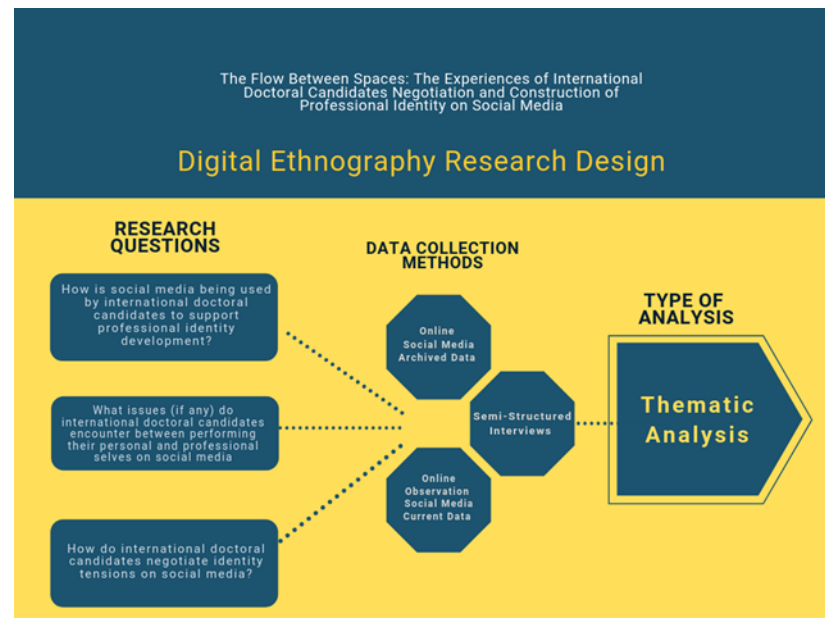 The Flow Between Spaces: The Experiences of International
Doctoral Candidates Negotiation and Construction of
Professional Identity on Social Media
Digital Ethnography Research Design
RESEARCH
QUESTIONS
How is social media being used
by international doctoral
candidates to support
professional identity
development?
What issues (if any) do
international doctoral candidates
encounter between performing
their personal and professional
selves on social media
How do international doctoral
candidates negotiate identity
tensions on social media?
DATA COLLECTION
METHODS
Online
Social Media
Archived Data
Semi-Structured
Interviews
Online
Observation
Social Media
Current Data
TYPE OF
ANALYSIS
Thematic
Analysis